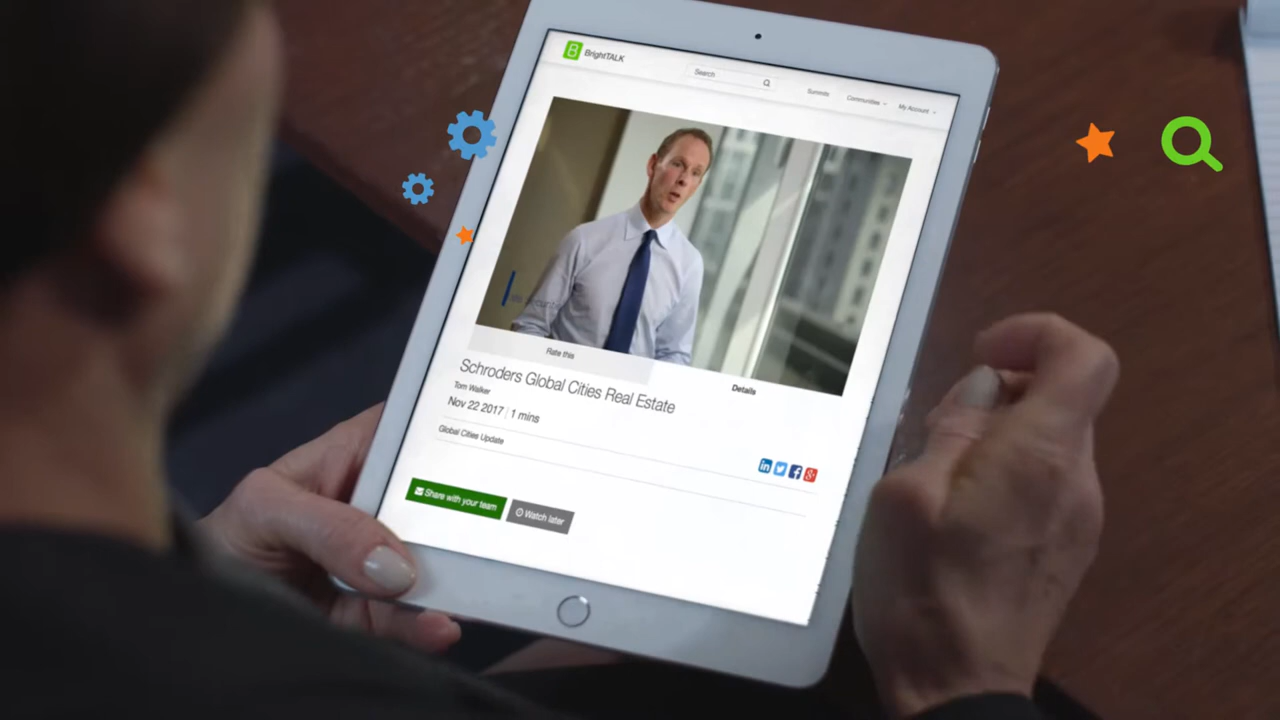 BrightTALK
Search
Summits
Communities
My Account
Rate this
Details
Schroders Global Cities Real Estate
Tom Walker
Nov 22 2017 | 1 mins
Global Cities Update
Share with your team
Watch later